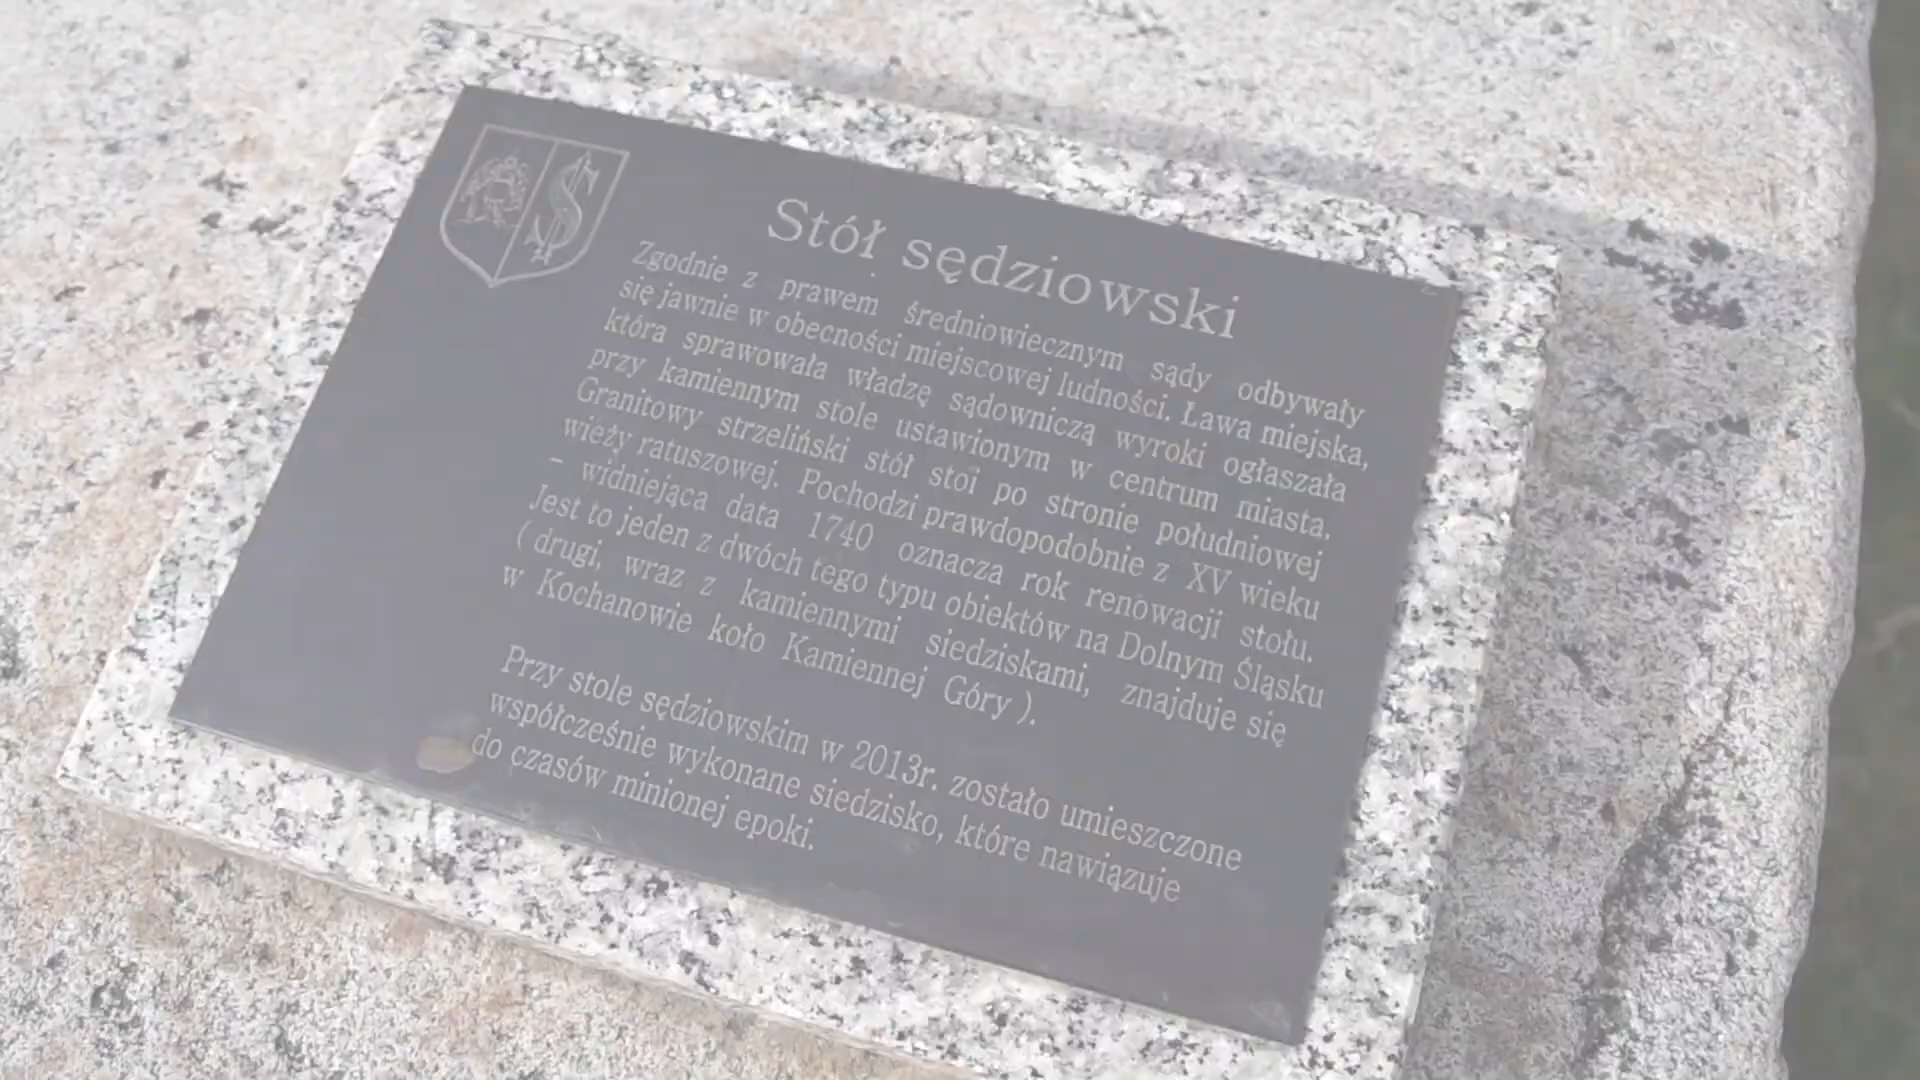 Stół sędziowski
Zgodnie z prawem średniowiecznym sądy odbywały
się jawnie w obecności miejscowej ludności. Ława miejska,
która sprawowała władzę sądowniczą wyroki ogłaszała
przy kamiennym stole ustawionym w centrum miasta.
Granitowy strzeliński stół stoi po stronie południowej
wieży ratuszowej. Pochodzi prawdopodobnie z XV wieku
– widniejąca data 1740 oznacza rok renowacji stołu.
Jest to jeden z dwóch tego typu obiektów na Dolnym Śląsku
( drugi, wraz z kamiennymi siedziskami, znajduje się
w Kochanowie koło Kamiennej Góry ).
Przy stole sędziowskim w 2013r. zostało umieszczone
współcześnie wykonane siedzisko, które nawiązuje
do czasów minionej epoki.